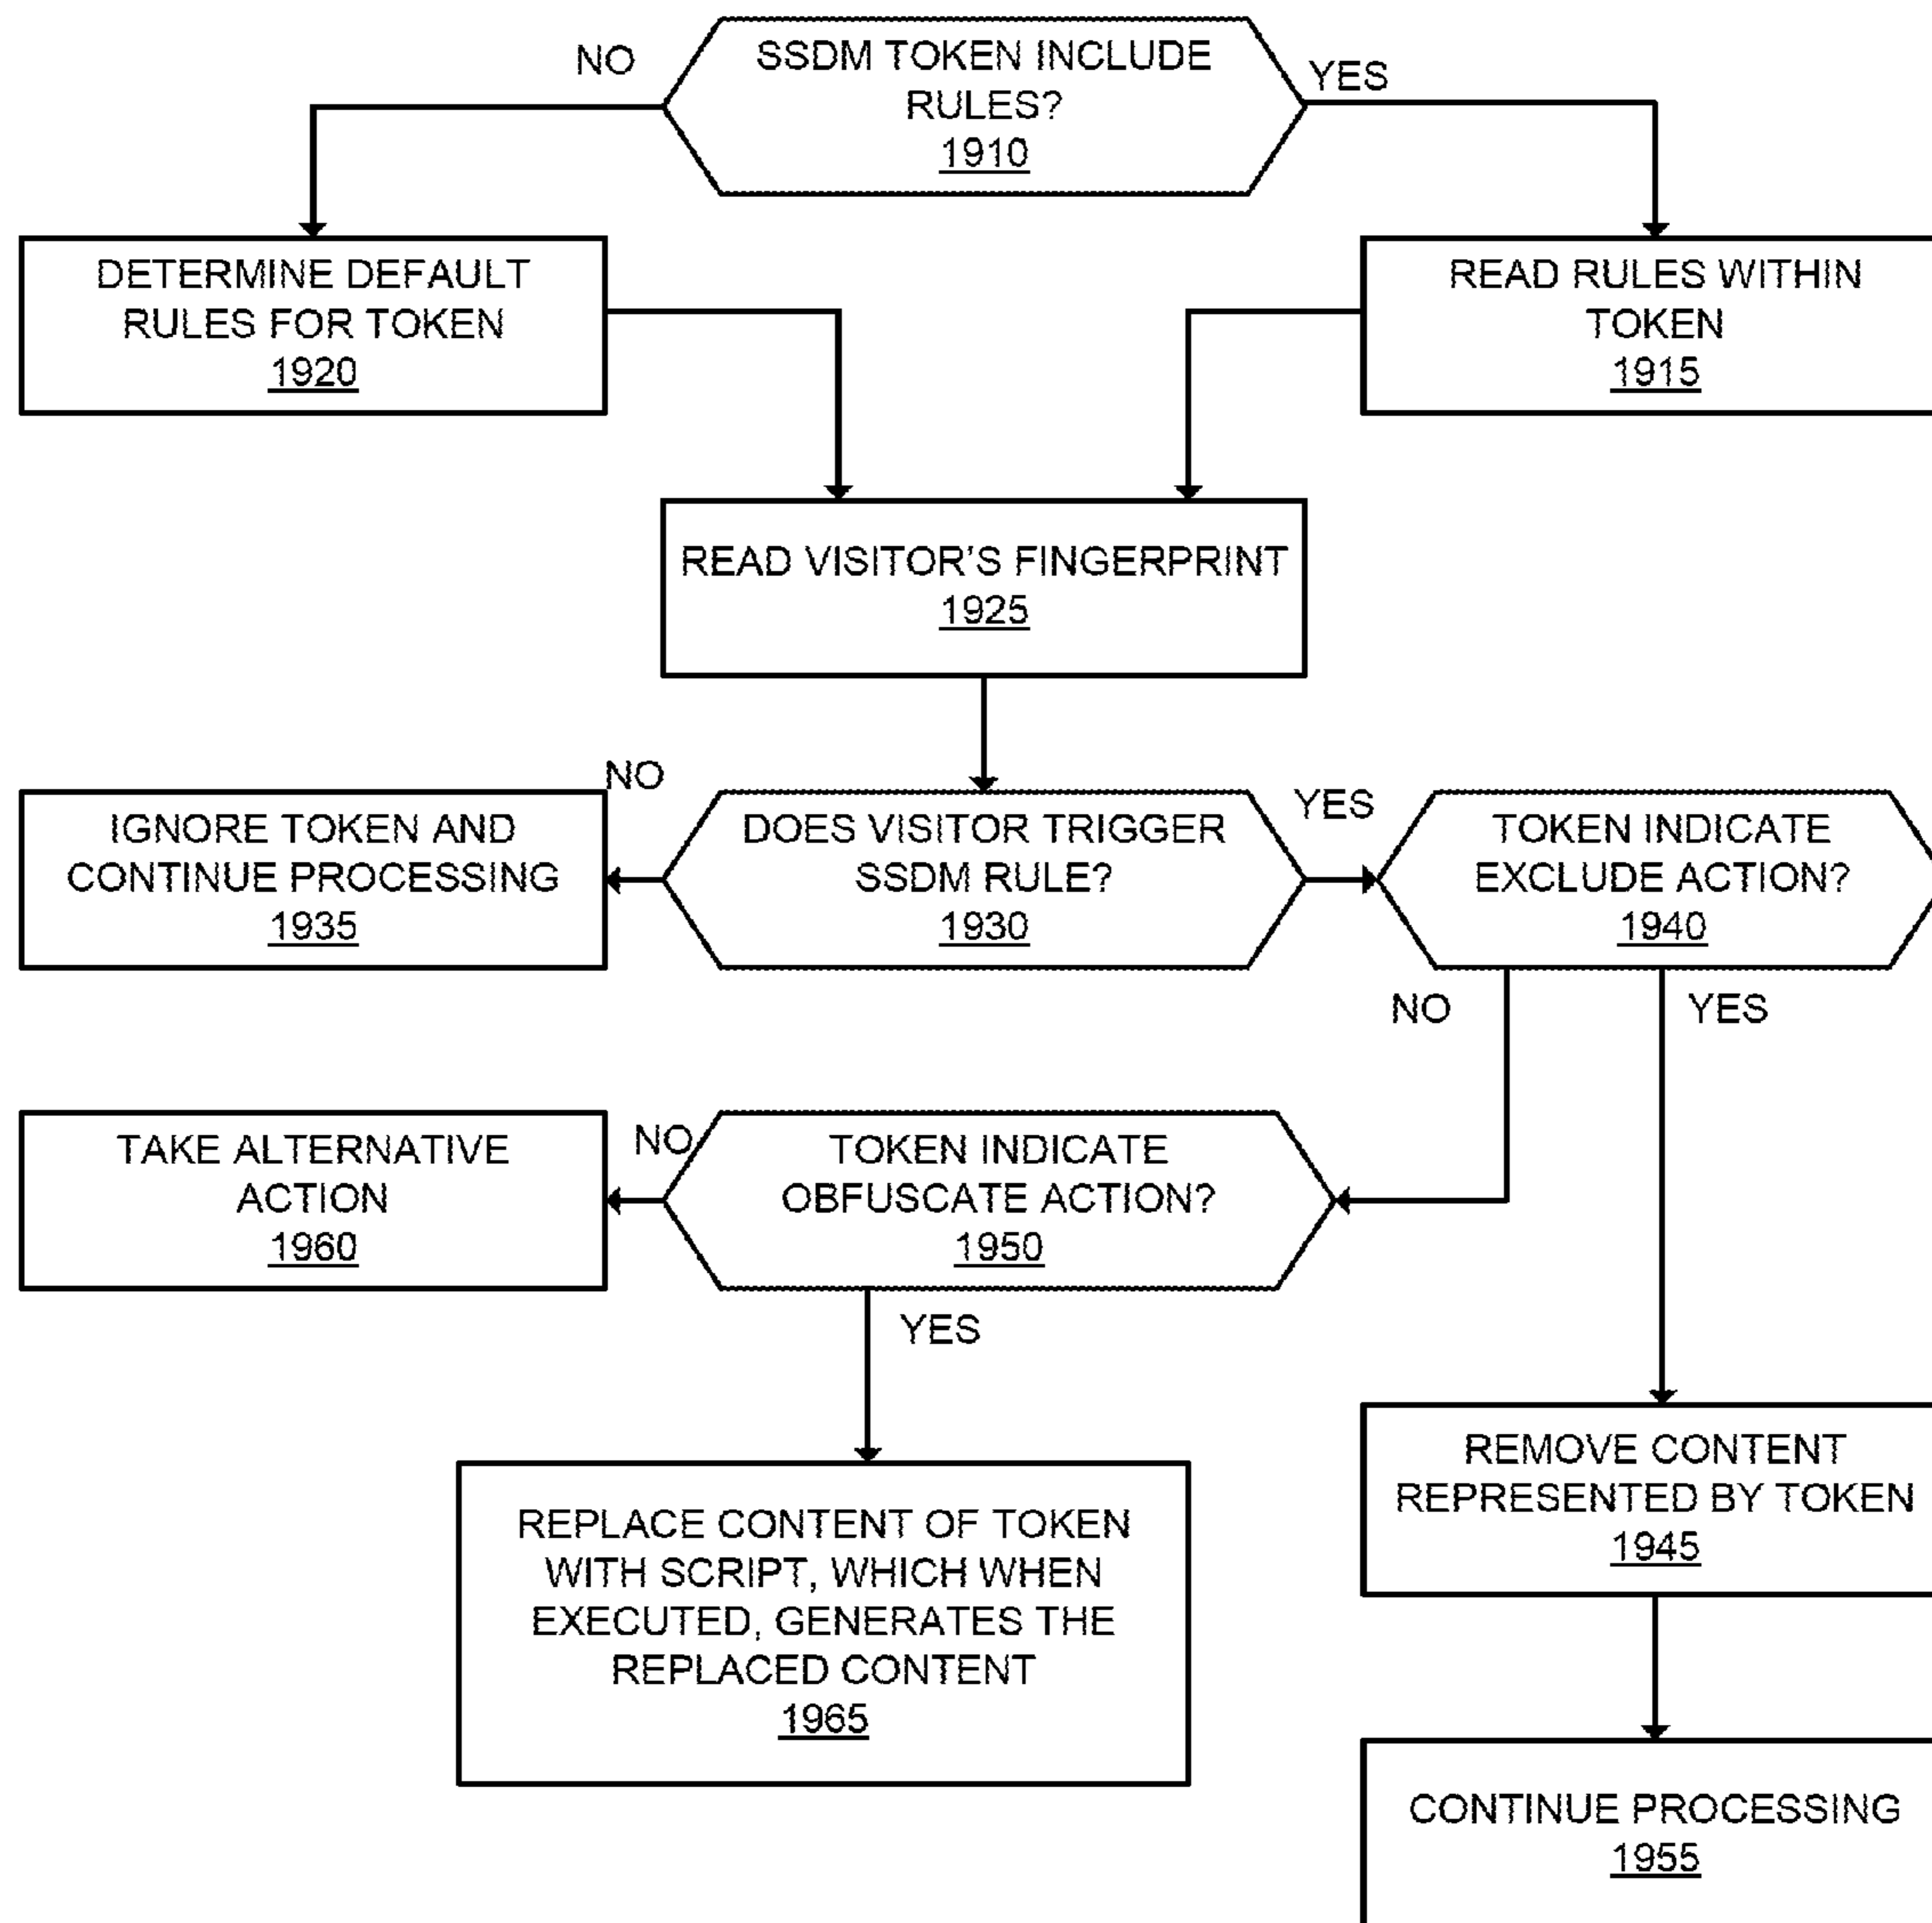 NO
SSDM TOKEN INCLUDE
RULES?
1910
YES
DETERMINE DEFAULT
RULES FOR TOKEN
1920
READ RULES WITHIN
TOKEN
1915
READ VISITOR'S FINGERPRINT
1925
IGNORE TOKEN AND
CONTINUE PROCESSING
1935
NO
DOES VISITOR TRIGGER
SSDM RULE?
1930
YES
TOKEN INDICATE
EXCLUDE ACTION?
1940
NO
YES
TAKE ALTERNATIVE
ACTION
1960
NO
TOKEN INDICATE
OBFUSCATE ACTION?
1950
YES
REPLACE CONTENT OF TOKEN
WITH SCRIPT, WHICH WHEN
EXECUTED, GENERATES THE
REPLACED CONTENT
1965
REMOVE CONTENT
REPRESENTED BY TOKEN
1945
CONTINUE PROCESSING
1955